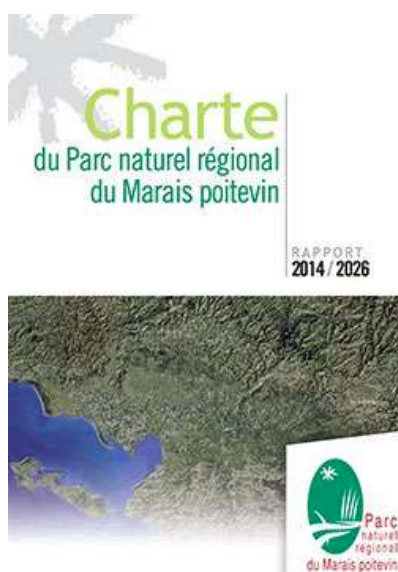 Charte
du Parc naturel régional
du Marais poitevin
RAPPORT
2014 / 2026
Parc
naturel
régional
du Marais poitevin